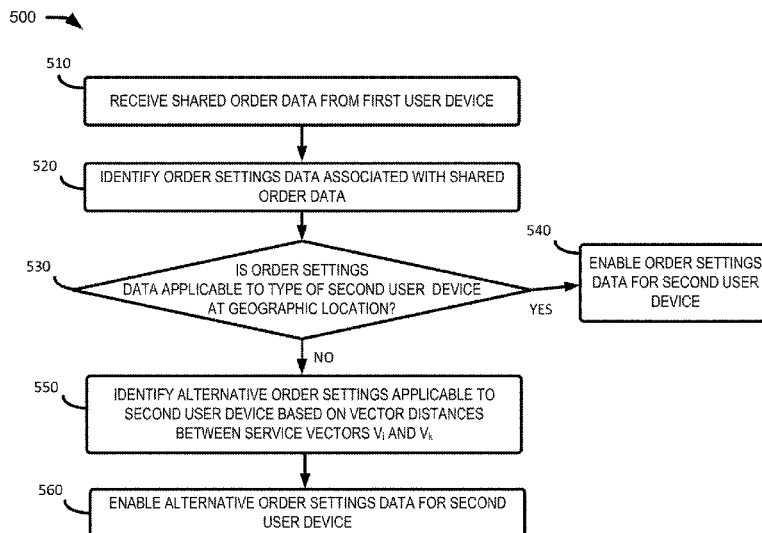 500
510
RECEIVE SHARED ORDER DATA FROM FIRST USER DEVICE
520
IDENTIFY ORDER SETTINGS DATA ASSOCIATED WITH SHARED
ORDER DATA
530
IS ORDER SETTINGS
DATA APPLICABLE TO TYPE OF SECOND USER DEVICE
AT GEOGRAPHIC LOCATION?
YES
540
ENABLE ORDER SETTINGS
DATA FOR SECOND USER
DEVICE
NO
550
IDENTIFY ALTERNATIVE ORDER SETTINGS APPLICABLE TO
SECOND USER DEVICE BASED ON VECTOR DISTANCES
BETWEEN SERVICE VECTORS Vj AND Vk
560
ENABLE ALTERNATIVE ORDER SETTINGS DATA FOR SECOND
USER DEVICE